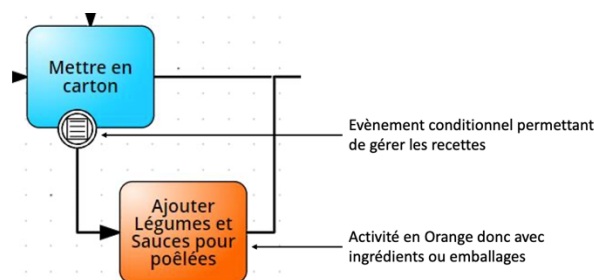 Mettre en
carton
Evènement conditionnel permettant
de gérer les recettes
Ajouter
Légumes et
Sauces pour
poêlées
Activité en Orange donc avec
ingrédients ou emballages